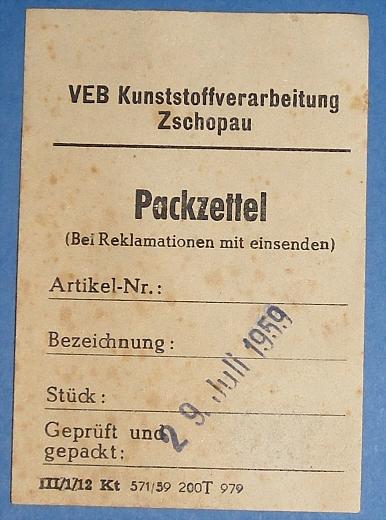 VEB Kunststoffverarbeitung
Zschopau
Packzettel
(Bei Reklamationen mit einsenden)
Artikel-Nr.:
Bezeichnung:
29. Juli 1959
Stück:
Geprüft und
gepackt:
III/1/12 Kt 571/59 200T 979